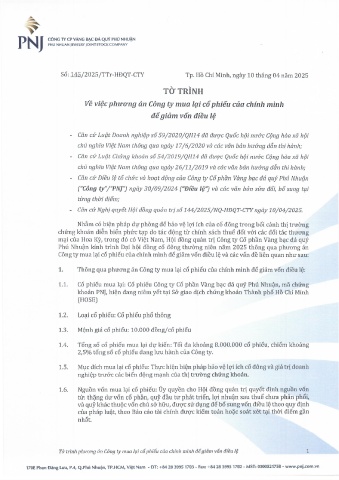 PNJ
CÔNG TY CP VÀNG BẠC ĐÁ QUÝ PHÚ NHUẬN
PHU NHUAN JEWELRY JOINT STOCK COMPANY
Số: 145/2025/TTr-HĐQT-CTY
Tp. Hồ Chí Minh, ngày 10 tháng 04 năm 2025
TỜ TRÌNH
Về việc phương án Công ty mua lại cổ phiếu của chính mình
để giảm vốn điều lệ
- Căn cứ Luật Doanh nghiệp số 59/2020/QH14 đã được Quốc hội nước Cộng hòa xã hội
chủ nghĩa Việt Nam thông qua ngày 17/6/2020 và các văn bản hướng dẫn thi hành;
- Căn cứ Luật Chứng khoán số 54/2019/QH14 đã được Quốc hội nước Cộng hòa xã hội
chủ nghĩa Việt Nam thông qua ngày 26/11/2019 và các văn bản hướng dẫn thi hành;
- Căn cứ Điều lệ tổ chức và hoạt động của Công ty Cổ phần Vàng bạc đá quý Phú Nhuận
("Công ty"/"PNJ") ngày 30/09/2024 ("Điều lệ") và các văn bản sửa đổi, bổ sung tại
từng thời điểm;
- Căn cứ Nghị quyết Hội đồng quản trị số 144/2025/NQ-HĐQT-CTY ngày 10/04/2025.
Nhằm có biện pháp dự phòng để bảo vệ lợi ích của cổ đông trong bối cảnh thị trường
chứng khoán diễn biến phức tạp do tác động từ chính sách thuế đối với các đối tác thương
mại của Hoa Kỳ, trong đó có Việt Nam, Hội đồng quản trị Công ty Cổ phần Vàng bạc đá quý
Phú Nhuận kính trình Đại hội đồng cổ đông thường niên năm 2025 thông qua phương án
Công ty mua lại cổ phiếu của chính mình để giảm vốn điều lệ và các vấn đề liên quan như sau:
1. Thông qua phương án Công ty mua lại cổ phiếu của chính mình để giảm vốn điều lệ:
1.1. Cổ phiếu mua lại: Cổ phiếu Công ty Cổ phần Vàng bạc đá quý Phú Nhuận, mã chứng
khoán PNJ, hiện đang niêm yết tại Sở giao dịch chứng khoán Thành phố Hồ Chí Minh
(HOSE)
1.2. Loại cổ phiếu: Cổ phiếu phổ thông
1.3. Mệnh giá cổ phiếu: 10.000 đồng/cổ phiếu
1.4. Tổng số cổ phiếu mua lại dự kiến: Tối đa khoảng 8.000.000 cổ phiếu, chiếm khoảng
2,5% tổng số cổ phiếu đang lưu hành của Công ty.
1.5. Mục đích mua lại cổ phiếu: Thực hiện biện pháp bảo vệ lợi ích cổ đông và giá trị doanh
nghiệp trước các biến động mạnh của thị trường chứng khoán.
1.6. Nguồn vốn mua lại cổ phiếu: Ủy quyền cho Hội đồng quản trị quyết định nguồn vốn
từ thặng dư vốn cổ phần, quỹ đầu tư phát triển, lợi nhuận sau thuế chưa phân phối,
và quỹ khác thuộc vốn chủ sở hữu, được sử dụng để bổ sung vốn điều lệ theo quy định
của pháp luật, theo Báo cáo tài chính được kiểm toán hoặc soát xét tại thời điểm gần
nhất.
Tờ trình phương án Công ty mua lại cổ phiếu của chính mình để giảm vốn điều lệ
1
170E Phan Đăng Lưu, P.4, Q.Phú Nhuận, TP.HCM, Việt Nam - ĐT: +84 28 3995 1703 - Fax: +84 28 3995 1702 - MST: 0300521758 - www.pnj.com.vn